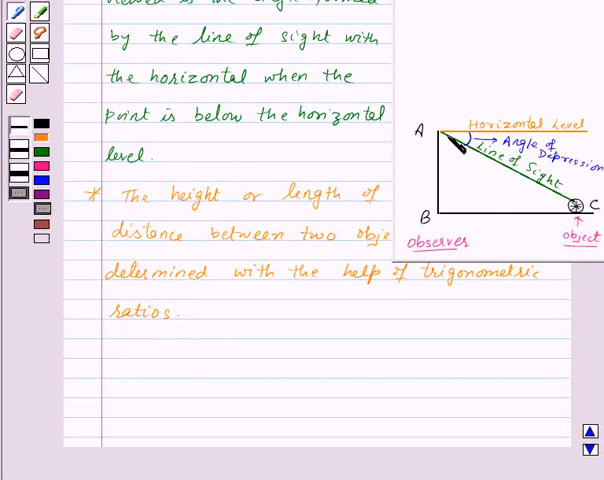 by the line of sight with
the horizontal when the
point is below the horizontal
level.
* The height or length of
distance between two
determined with the help of trigonometric
ratios.
A
Horizontal Level
Angle of
Depression
Line of Sight
C
B
Observer
object